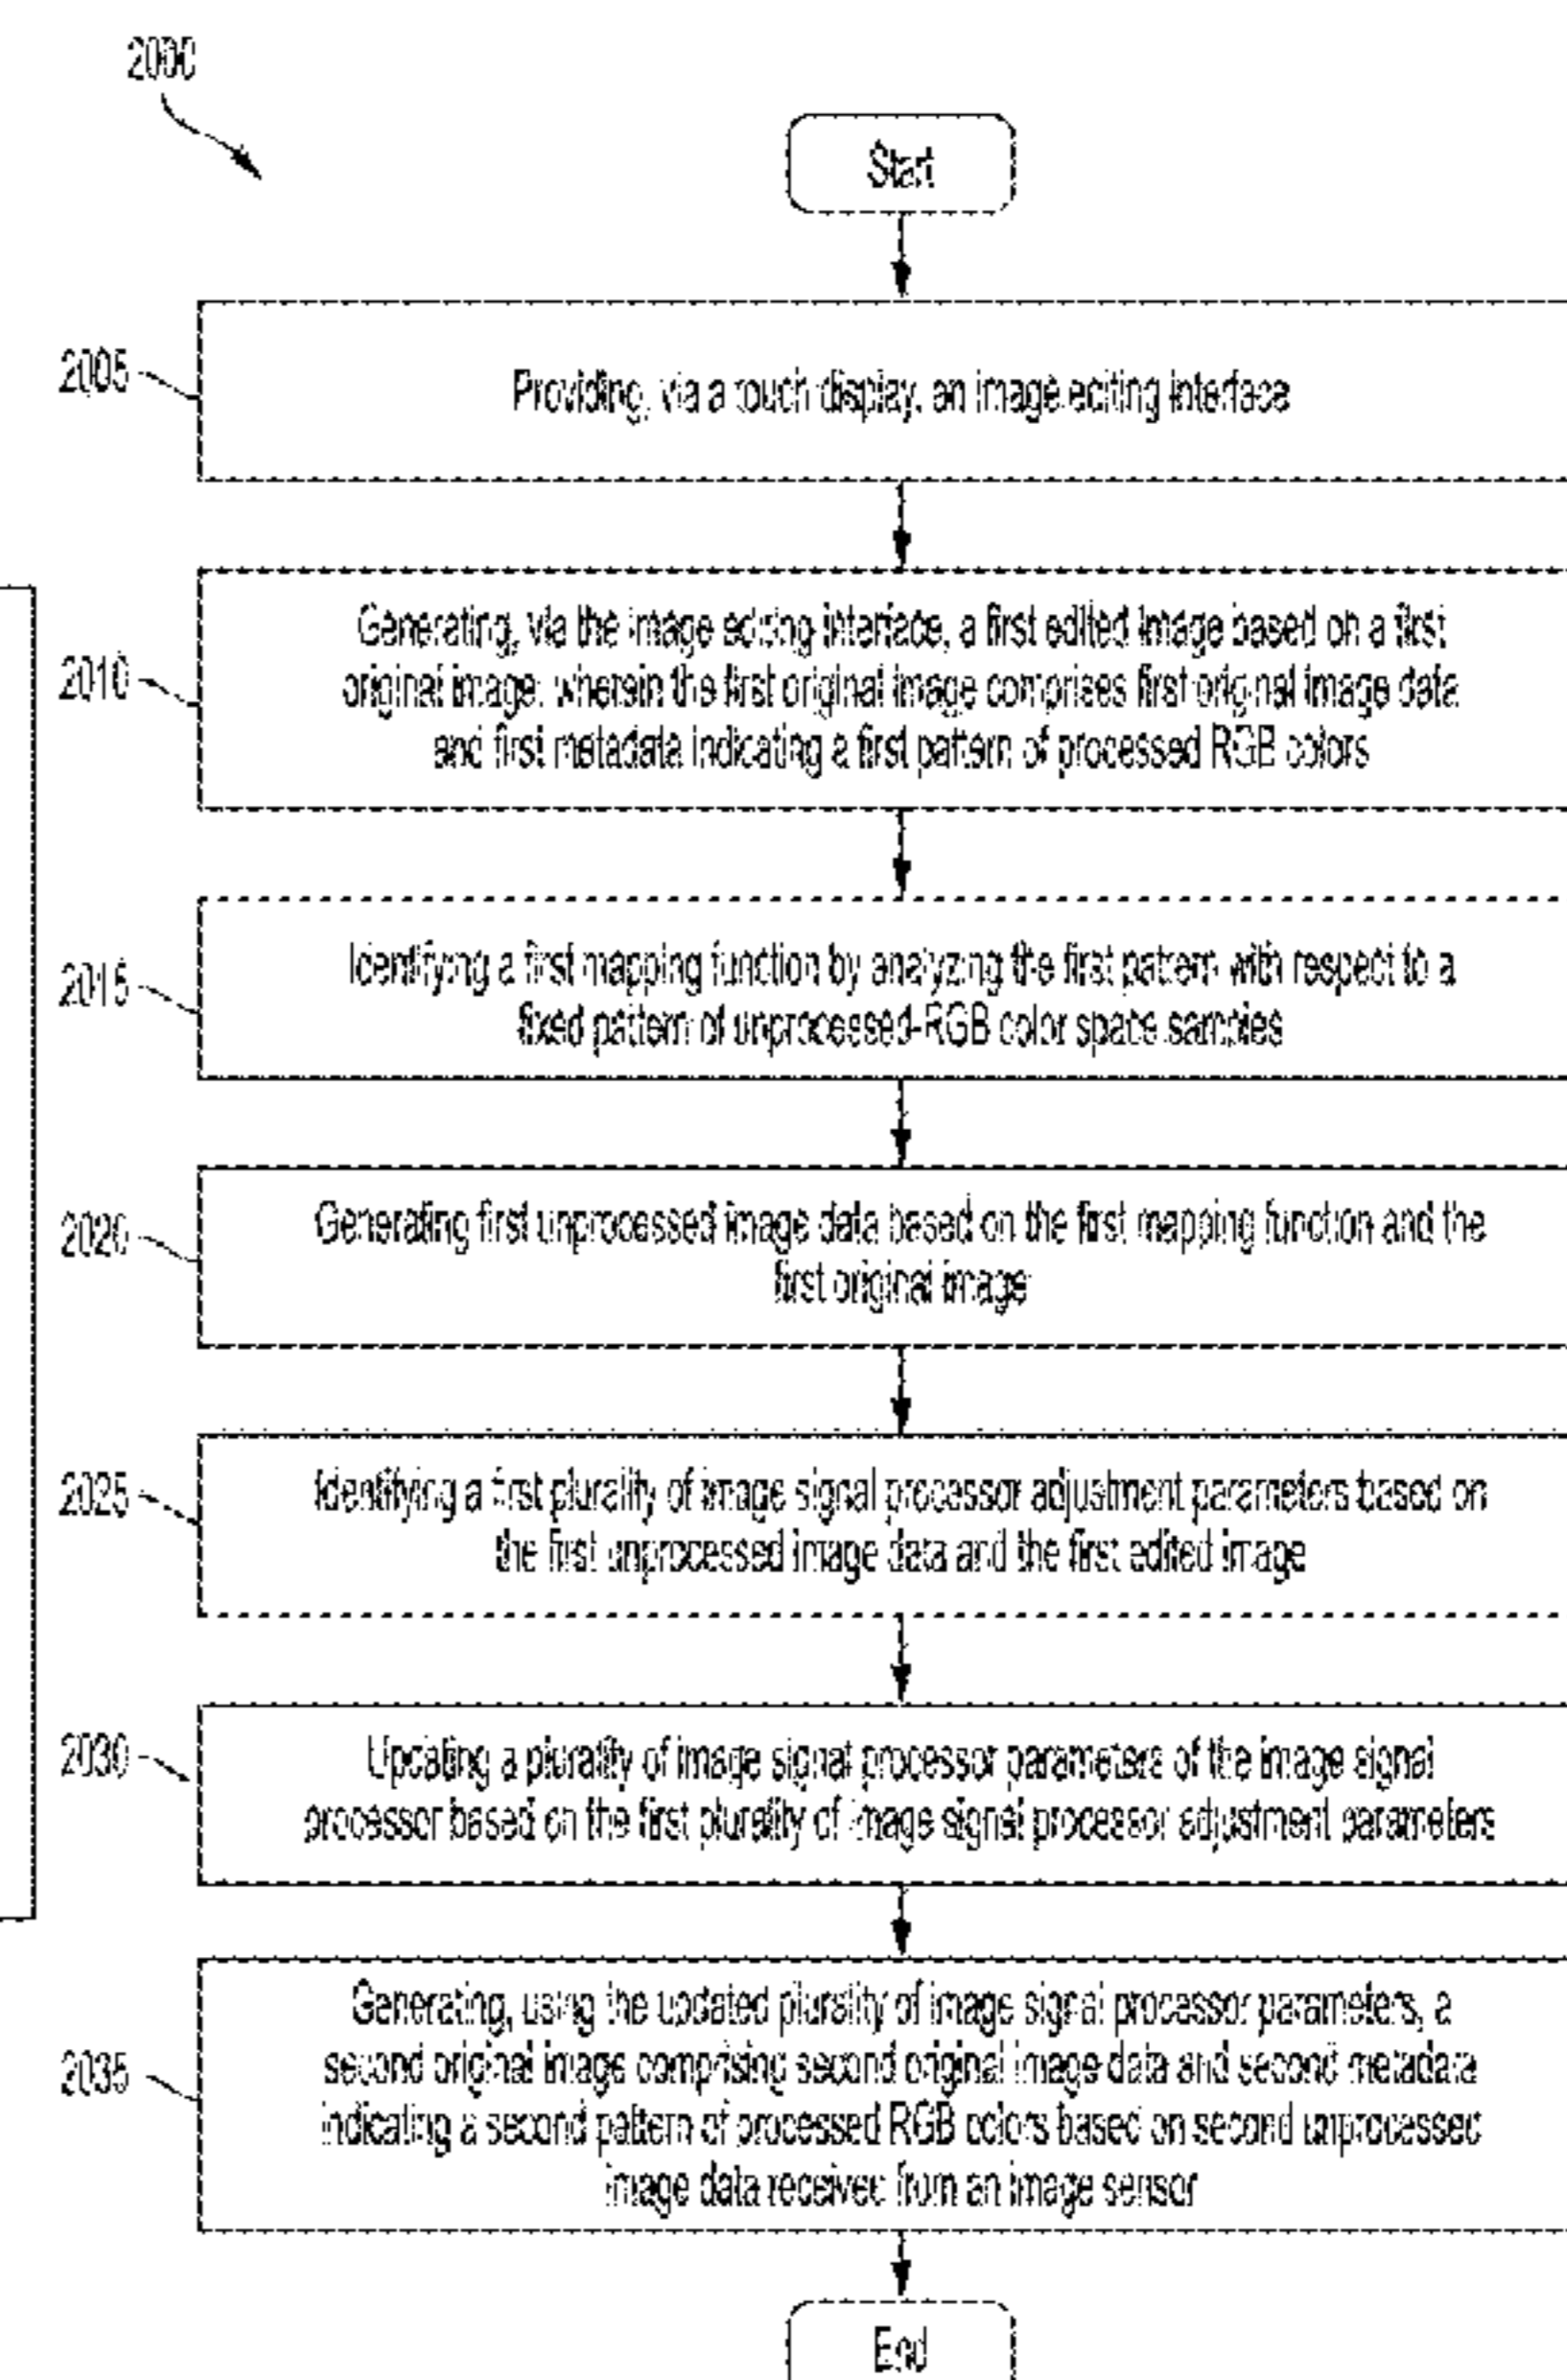 2000
Start
2005
Providing, via a touch display, an image editing interface
2010
Generating, via the image editing interface, a first edited image based on a first
original image, wherein the first original image comprises first original image data
and first metadata indicating a first pattern of processed RGB colors
2015
Identifying a first mapping function by analyzing the first pattern with respect to a
fixed pattern of unprocessed-RGB color space samples
2020
Generating first unprocessed image data based on the first mapping function and the
first original image
2025
Identifying a first plurality of image signal processor adjustment parameters based on
the first unprocessed image data and the first edited image
2030
Updating a plurality of image signal processor parameters of the image signal
processor based on the first plurality of image signal processor adjustment parameters
2035
Generating, using the updated plurality of image signal processor parameters, a
second original image comprising second original image data and second metadata
indicating a second pattern of processed RGB colors based on second unprocessed
image data received from an image sensor
End